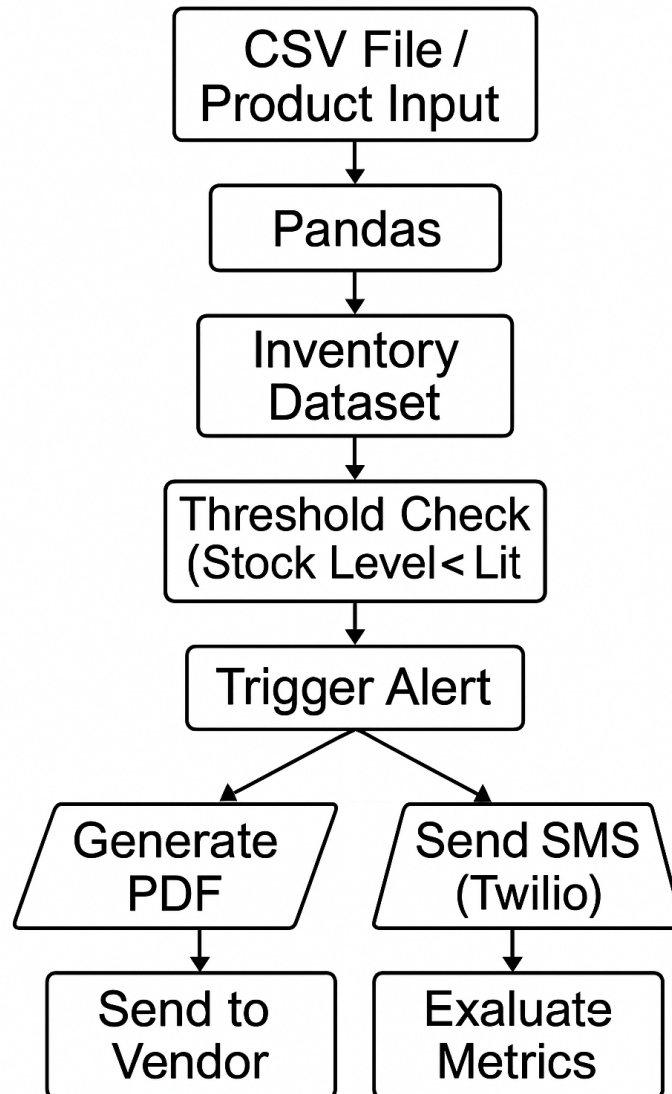 CSV File /
Product Input
Pandas
Inventory
Dataset
Threshold Check
(Stock Level< Lit
Trigger Alert
Generate
PDF
Send SMS
(Twilio)
Send to
Vendor
Exaluate
Metrics